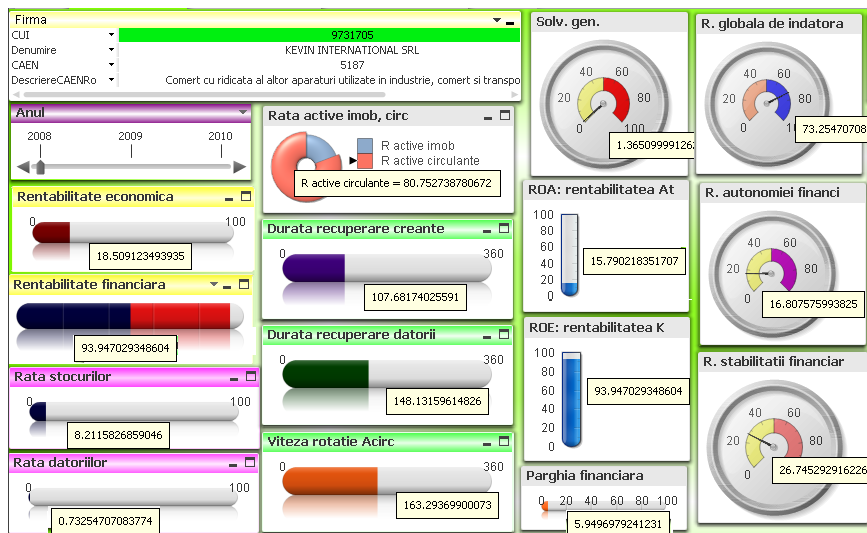 Firma
CUI 9731705
Denumire KEVIN INTERNATIONAL SRL
CAEN 5187
DescriereCAENRo Comert cu ridicata al altor aparaturi utilizate in industrie, comert si transpo
Anul
2008 2009 2010
Rentabilitate economica
0 100
18.509123493935
Rentabilitate financiara
93.947029348604
Rata stocurilor
0 100
8.2115826859046
Rata datoriilor
0 100
0.73254707083774
Rata active imob, circ
R active imob
R active circulante
R active circulante = 80.752738780672
Durata recuperare creante
0 360
107.68174025591
Durata recuperare datorii
0 360
148.13159614826
Viteza rotatie Acirc
0 360
163.29369900073
Solv. gen.
40 60
20 80
0 100
1.36509999126
ROA: rentabilitatea At
100
80
60
40
20
0
15.790218351707
ROE: rentabilitatea K
100
80
60
40
20
0
93.947029348604
Parghia financiara
0 20 40 60 80 100
5.9496979241231
R. globala de indatora
40 60
20 80
0 10
73.25470708
R. autonomiei financi
40 60
20 80
0
16.807575993825
R. stabilitatii financiar
40 60
20 80
0
26.745292916226